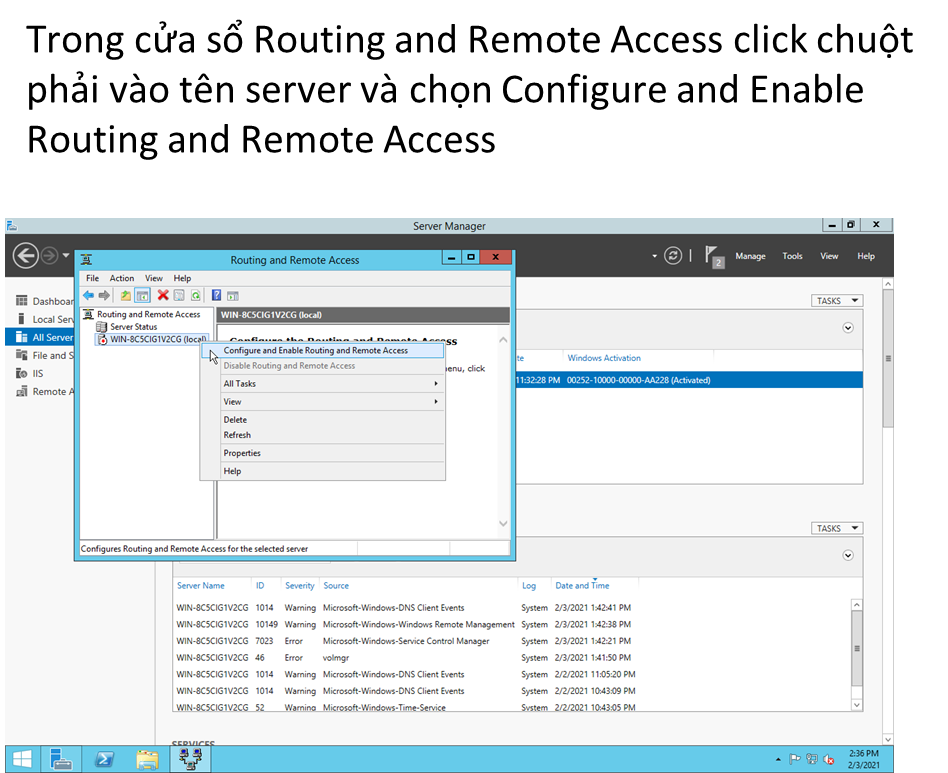 Trong cửa sổ Routing and Remote Access click chuột
phải vào tên server và chọn Configure and Enable
Routing and Remote Access
Server Manager
2
Manage
Tools
View
Help
Dashboar
Local Serv
All Server
File and S
IIS
Remote A
Routing and Remote Access
File Action View Help
Routing and Remote Access
Server Status
WIN-8C5CIG1V2CG (local)
WIN-8C5CIG1V2CG (local)
Configure the Routing and Remote Access
enu, click
Configure and Enable Routing and Remote Access
Disable Routing and Remote Access
All Tasks
View
Delete
Refresh
Properties
Help
Configures Routing and Remote Access for the selected server
TASKS
te Windows Activation
11:32:28 PM 00252-10000-00000-AA228 (Activated)
TASKS
Server Name ID Severity Source Log Date and Time
WIN-8C5CIG1V2CG 1014 Warning Microsoft-Windows-DNS Client Events System 2/3/2021 1:42:41 PM
WIN-8C5CIG1V2CG 10149 Warning Microsoft-Windows-Windows Remote Management System 2/3/2021 1:42:38 PM
WIN-8C5CIG1V2CG 7023 Error Microsoft-Windows-Service Control Manager System 2/3/2021 1:42:21 PM
WIN-8C5CIG1V2CG 46 Error volmgr System 2/3/2021 1:41:50 PM
WIN-8C5CIG1V2CG 1014 Warning Microsoft-Windows-DNS Client Events System 2/2/2021 11:05:20 PM
WIN-8C5CIG1V2CG 1014 Warning Microsoft-Windows-DNS Client Events System 2/2/2021 10:43:09 PM
WIN-8C5CIG1V2CG 52 Warning Microsoft-Windows-Time-Service System 2/2/2021 10:43:05 PM
SERVICES
2:36 PM
2/3/2021